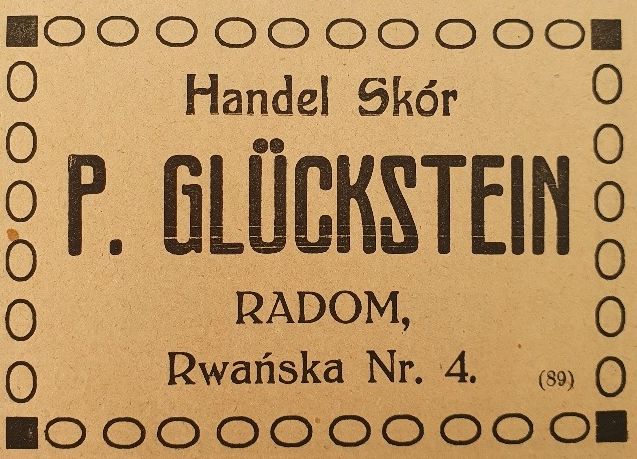 Handel Skór
P. GLÜCKSTEIN
RADOM,
Rwańska Nr. 4.
(89)